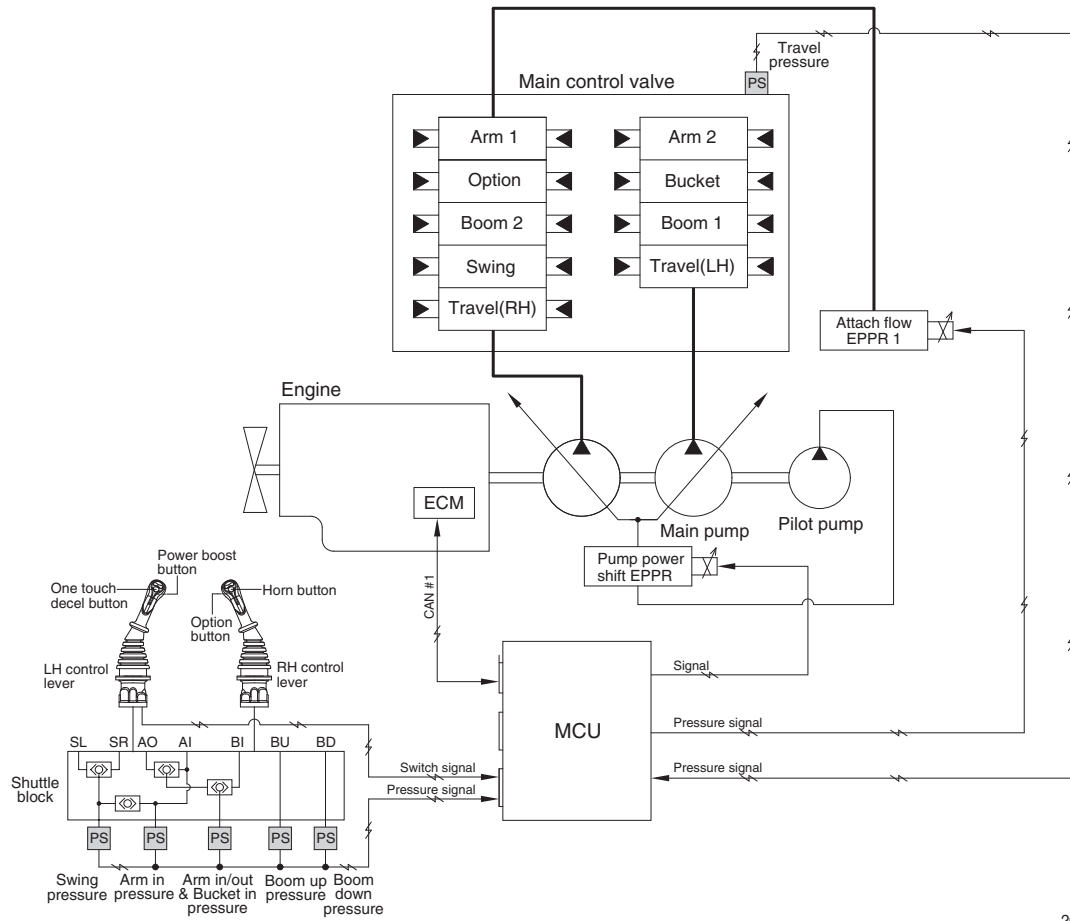 Travel
pressure
PS
Main control valve
Arm 1
Arm 2
Option
Bucket
Boom 2
Boom 1
Swing
Travel(LH)
Travel(RH)
Attach flow
EPPR 1
Engine
ECM
Main pump
Pilot pump
Pump power
shift EPPR
CAN #1
Power boost
button
One touch
decel button
Horn button
Option
button
LH control
lever
RH control
lever
Signal
MCU
Pressure signal
SL SR AO AI BI BU BD
Shuttle
block
Switch signal
Pressure signal
Pressure signal
PS PS PS PS PS
Swing
pressure
Arm in
pressure
Arm in/out
& Bucket in
pressure
Boom up
pressure
Boom
down
pressure